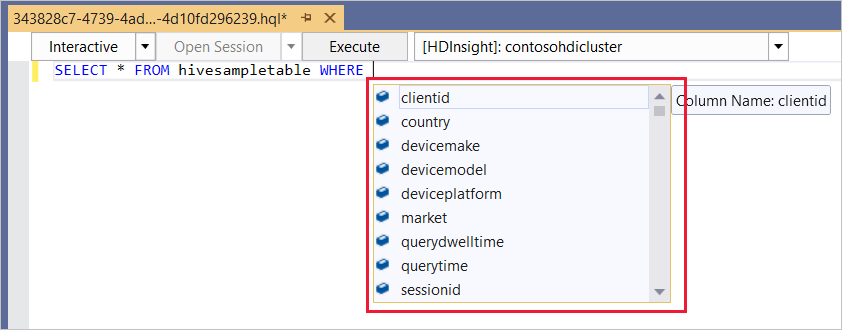 343828c7-4739-4ad...-4d10fd296239.hql*
Interactive Open Session Execute [HDInsight]: contosohdicluster
SELECT * FROM hivesampletable WHERE
clientid
Column Name: clientid
country
devicemake
devicemodel
deviceplatform
market
querydwelltime
querytime
sessionid